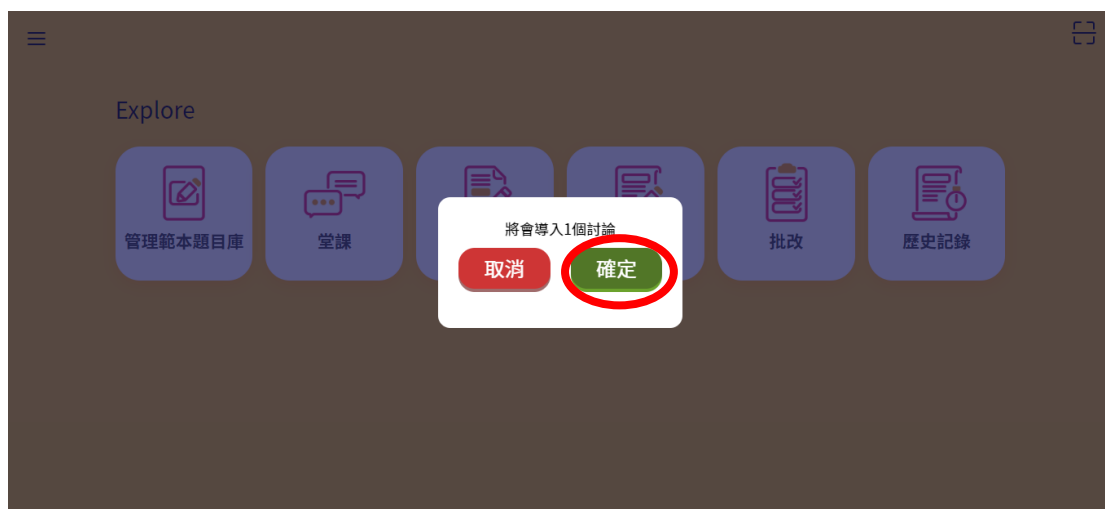 Explore
將會導入1個討論
取消
確定
管理範本題目庫
堂課
批改
歷史記錄